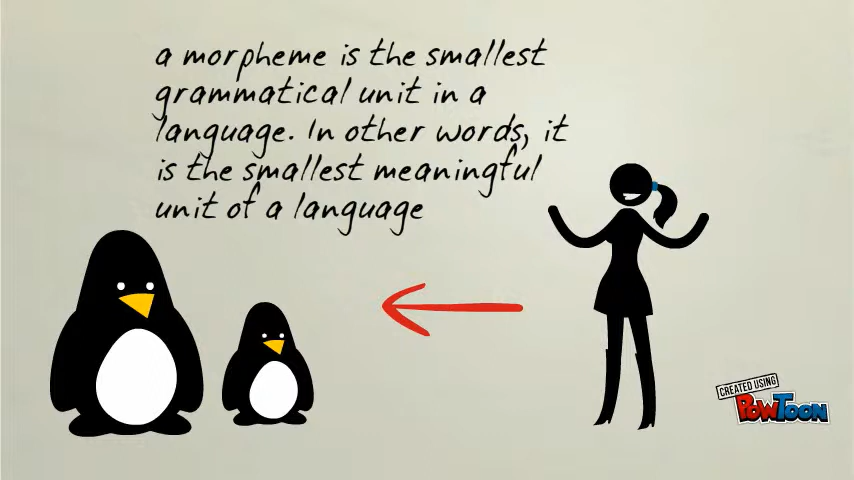 a morpheme is the smallest
grammatical unit in a
language. In other words, it
is the smallest meaningful
unit of a language
CREATED USING
POWTOON